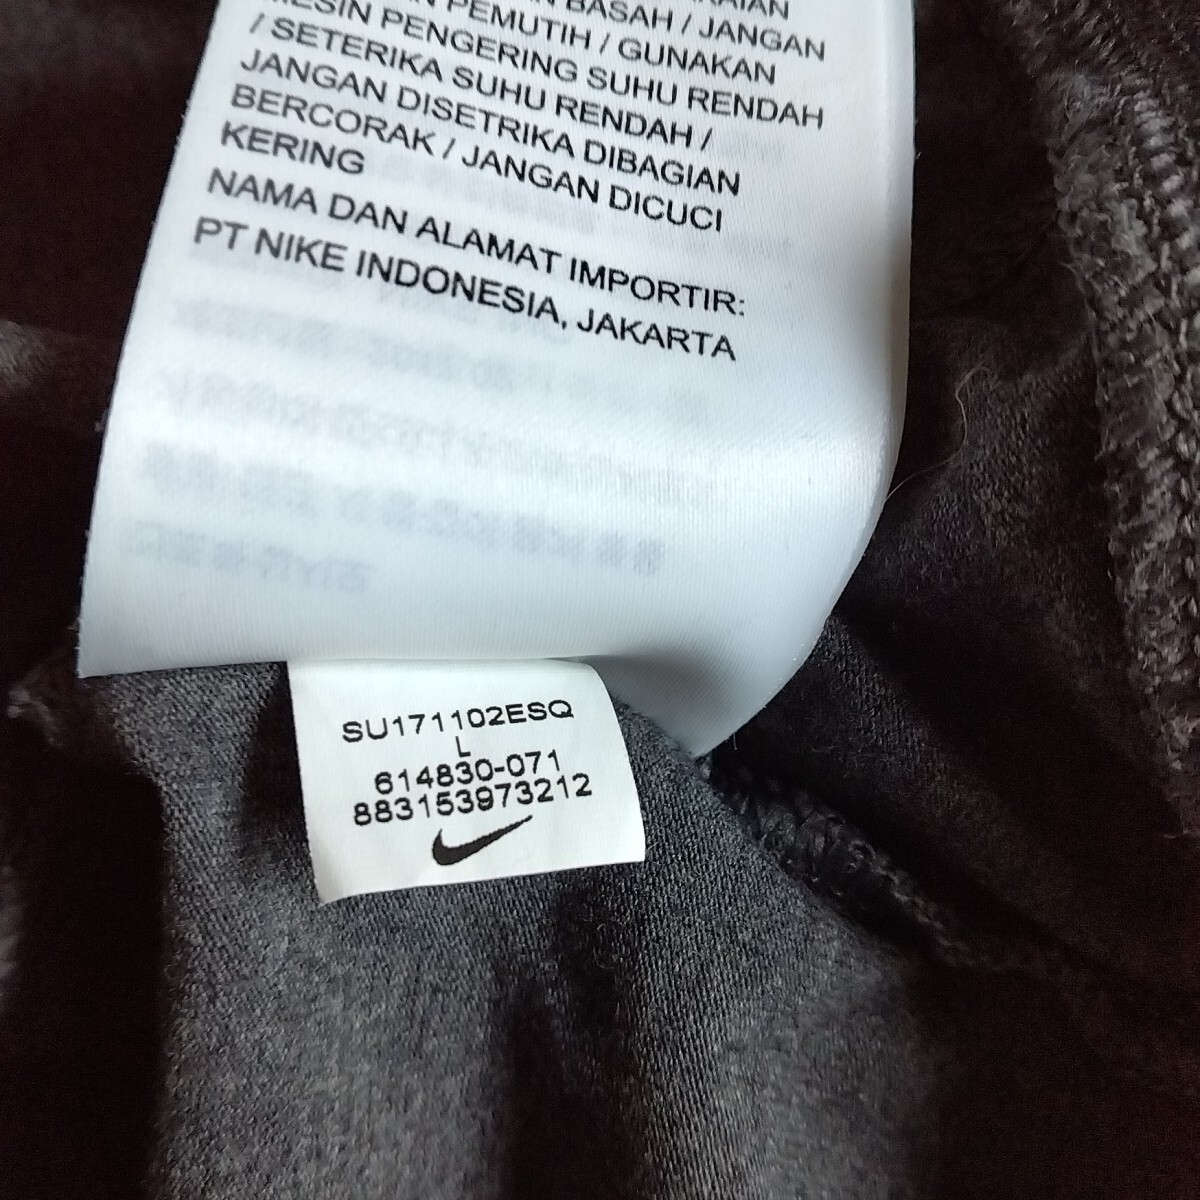 BASAH / JANGAN
PEMUTIH / GUNAKAN
MESIN PENGERING SUHU RENDAH
/ SETERIKA SUHU RENDAH /
JANGAN DISETRIKA DIBAGIAN
BERCORAK / JANGAN DICUCI
KERING
NAMA DAN ALAMAT IMPORTIR:
PT NIKE INDONESIA, JAKARTA
SU171102ESQ
L
614830-071
883153973212